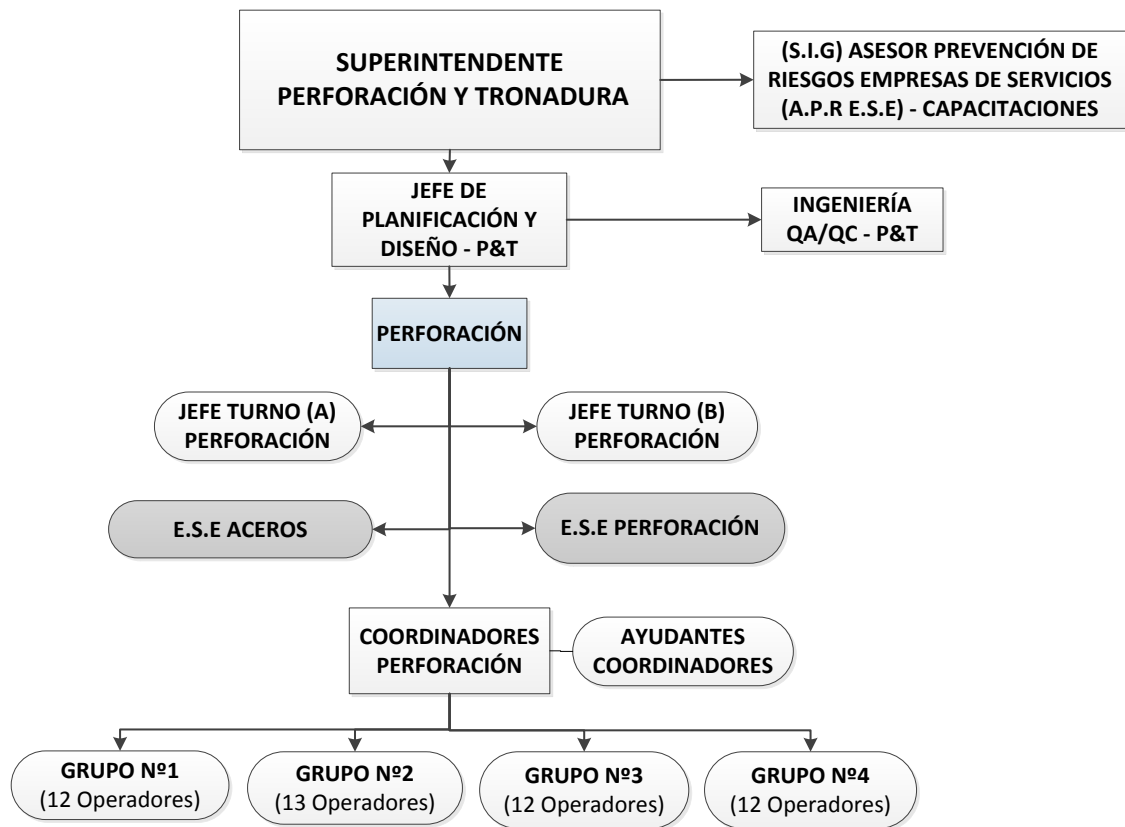 SUPERINTENDENTE
PERFORACIÓN Y TRONADURA
(S.I.G) ASESOR PREVENCIÓN DE
RIESGOS EMPRESAS DE SERVICIOS
(A.P.R E.S.E) - CAPACITACIONES
JEFE DE
PLANIFICACIÓN Y
DISEÑO - P&T
INGENIERÍA
QA/QC - P&T
PERFORACIÓN
JEFE TURNO (A)
PERFORACIÓN
JEFE TURNO (B)
PERFORACIÓN
E.S.E ACEROS
E.S.E PERFORACIÓN
COORDINADORES
PERFORACIÓN
AYUDANTES
COORDINADORES
GRUPO Nº1
(12 Operadores)
GRUPO Nº2
(13 Operadores)
GRUPO Nº3
(12 Operadores)
GRUPO Nº4
(12 Operadores)